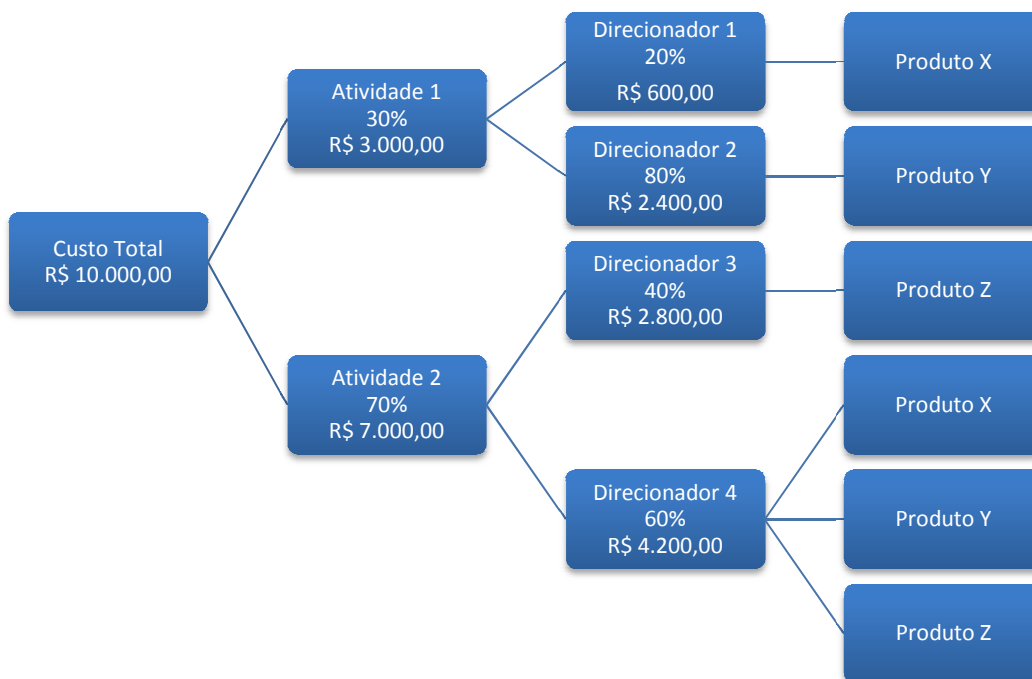 Custo Total
R$ 10.000,00
Atividade 1
30%
R$ 3.000,00
Direcionador 1
20%
R$ 600,00
Produto X
Direcionador 2
80%
R$ 2.400,00
Produto Y
Atividade 2
70%
R$ 7.000,00
Direcionador 3
40%
R$ 2.800,00
Produto Z
Direcionador 4
60%
R$ 4.200,00
Produto X
Produto Y
Produto Z